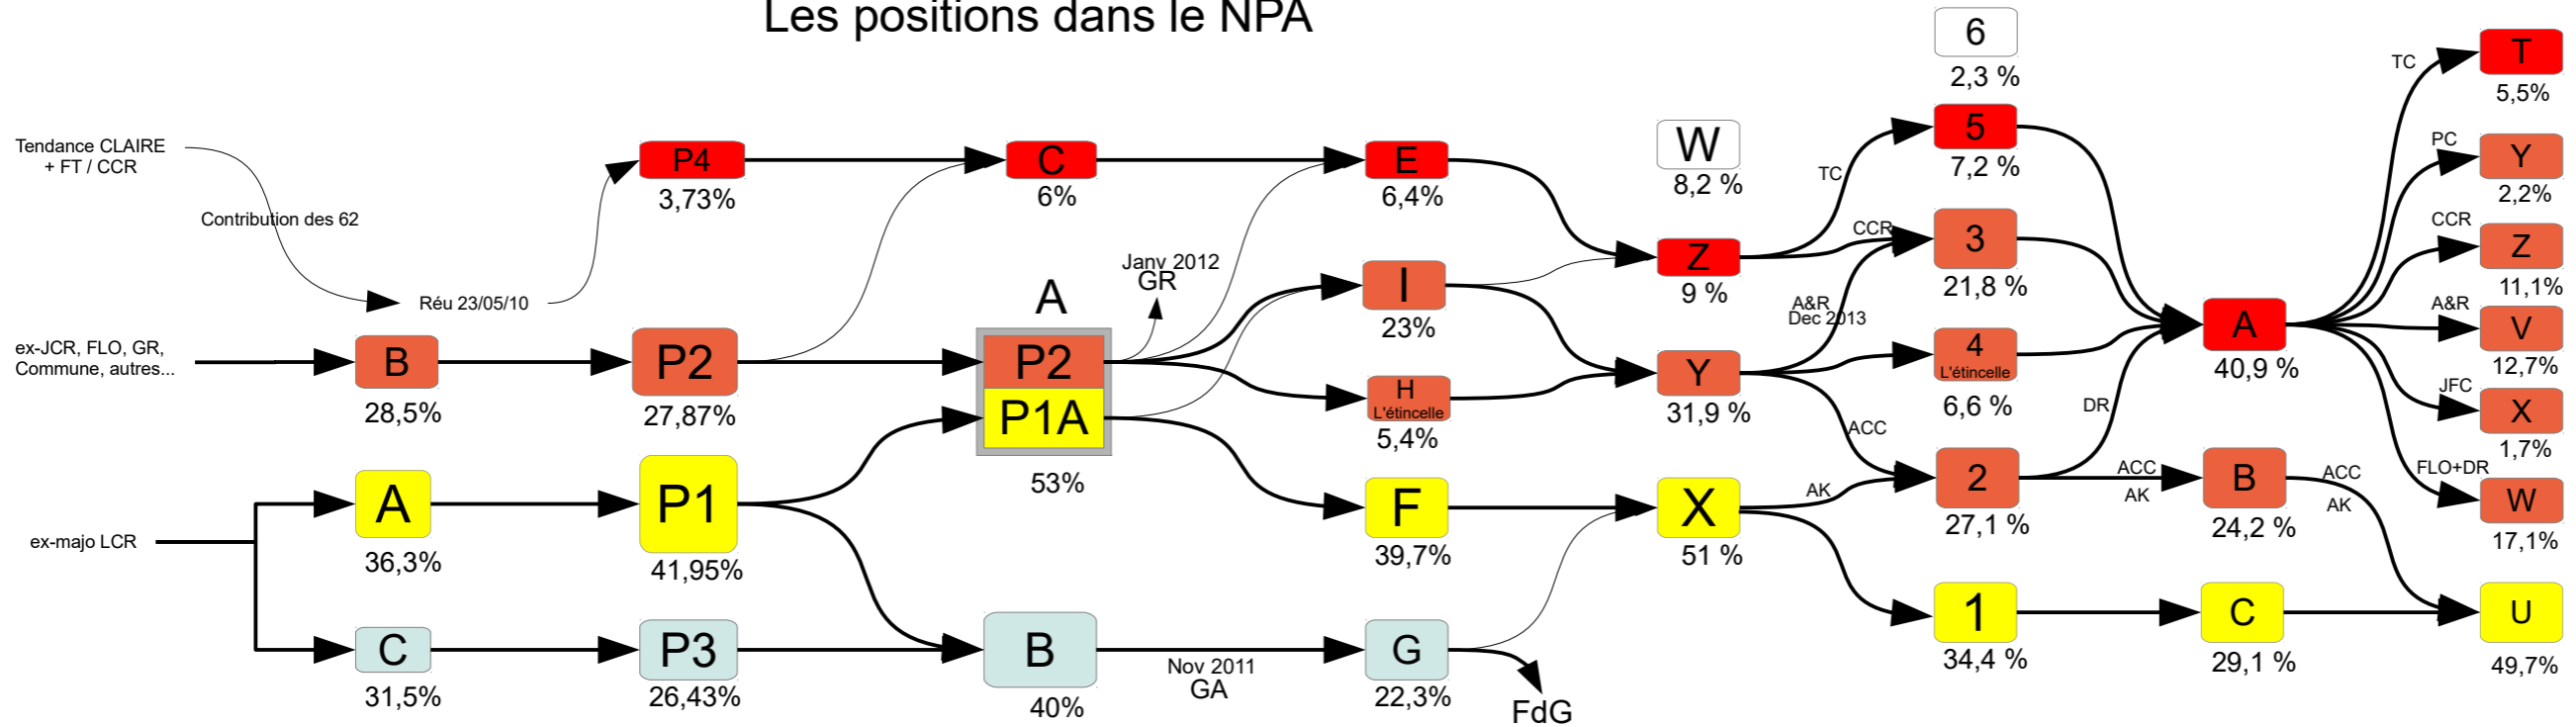 Les positions dans le NPA
Tendance CLAIRE
+ FT / CCR
Contribution des 62
Réu 23/05/10
ex-JCR, FLO, GR,
Commune, autres...
ex-majo LCR
B
28,5%
A
36,3%
C
31,5%
P4
3,73%
P2
27,87%
P1
41,95%
P3
26,43%
C
6%
A
P2
P1A
53%
B
40%
Janv 2012
GR
Nov 2011
GA
E
6,4%
I
23%
H
L'étincelle
5,4%
F
39,7%
G
22,3%
FdG
W
8,2 %
Z
9 %
Y
31,9 %
X
51 %
TC
CCR
A&R
Dec 2013
ACC
AK
6
2,3 %
5
7,2 %
3
21,8 %
4
L'étincelle
6,6 %
2
27,1 %
1
34,4 %
DR
ACC
AK
A
40,9 %
B
24,2 %
C
29,1 %
TC
PC
CCR
A&R
JFC
FLO+DR
ACC
AK
T
5,5%
Y
2,2%
Z
11,1%
V
12,7%
X
1,7%
W
17,1%
U
49,7%